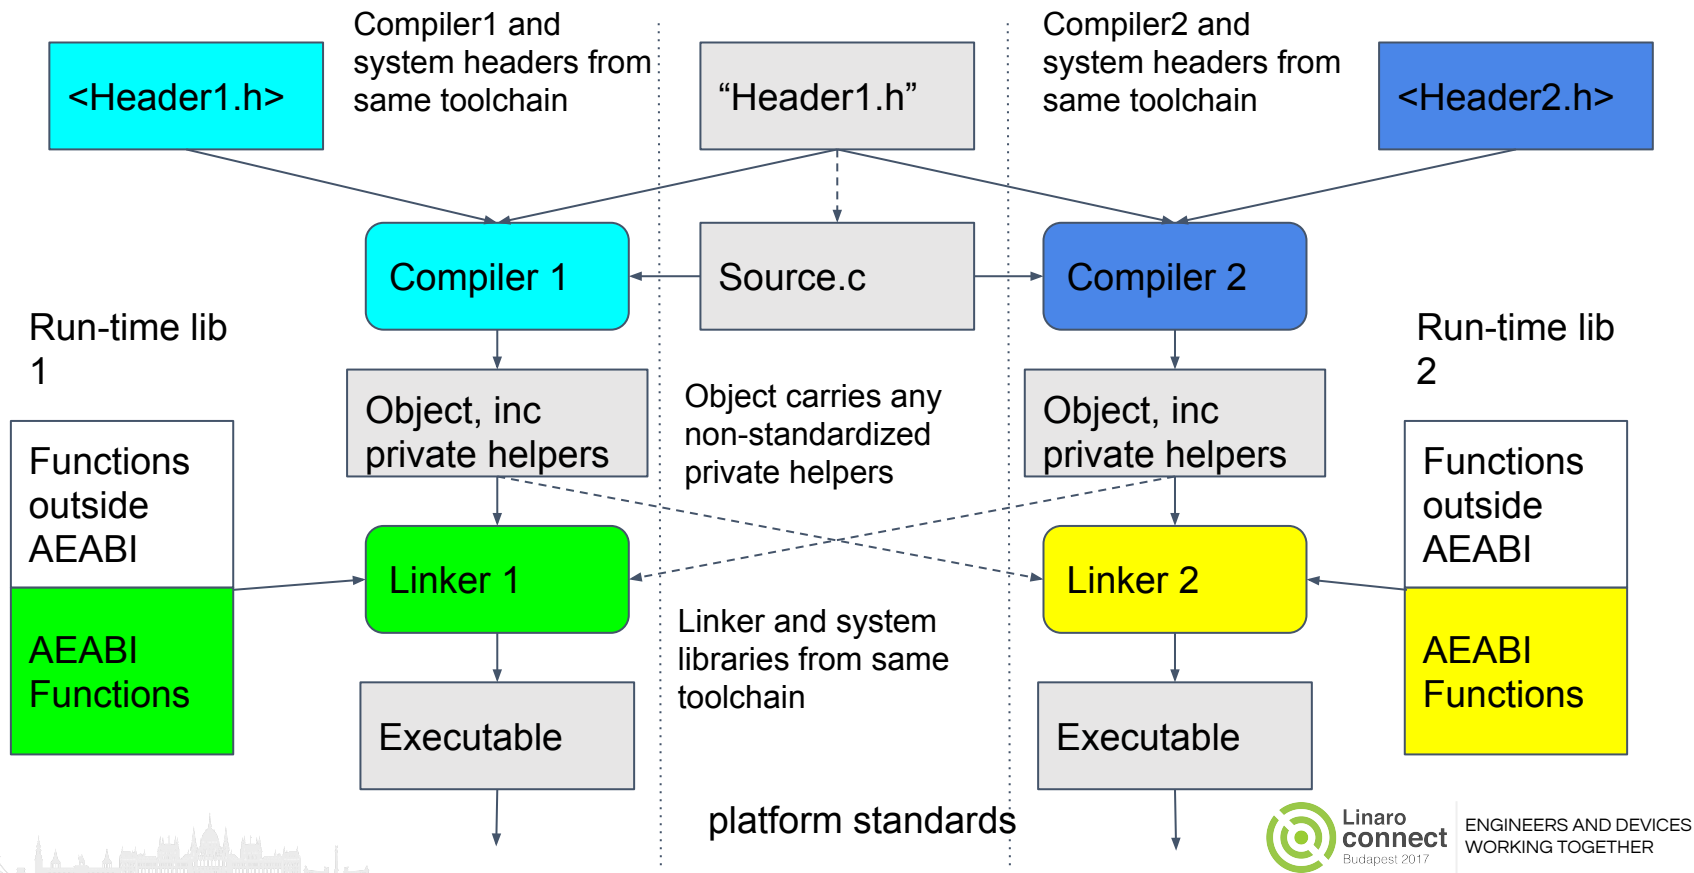 Compiler1 and
system headers from
same toolchain
Compiler2 and
system headers from
same toolchain
<Header1.h>
“Header1.h”
<Header2.h>
Compiler 1
Source.c
Compiler 2
Run-time lib
1
Run-time lib
2
Object, inc
private helpers
Object carries any
non-standardized
private helpers
Object, inc
private helpers
Functions
outside
AEABI
Functions
outside
AEABI
Linker 1
Linker 2
AEABI
Functions
Linker and system
libraries from same
toolchain
AEABI
Functions
Executable
Executable
platform standards
Linaro
connect
Budapest 2017
ENGINEERS AND DEVICES
WORKING TOGETHER